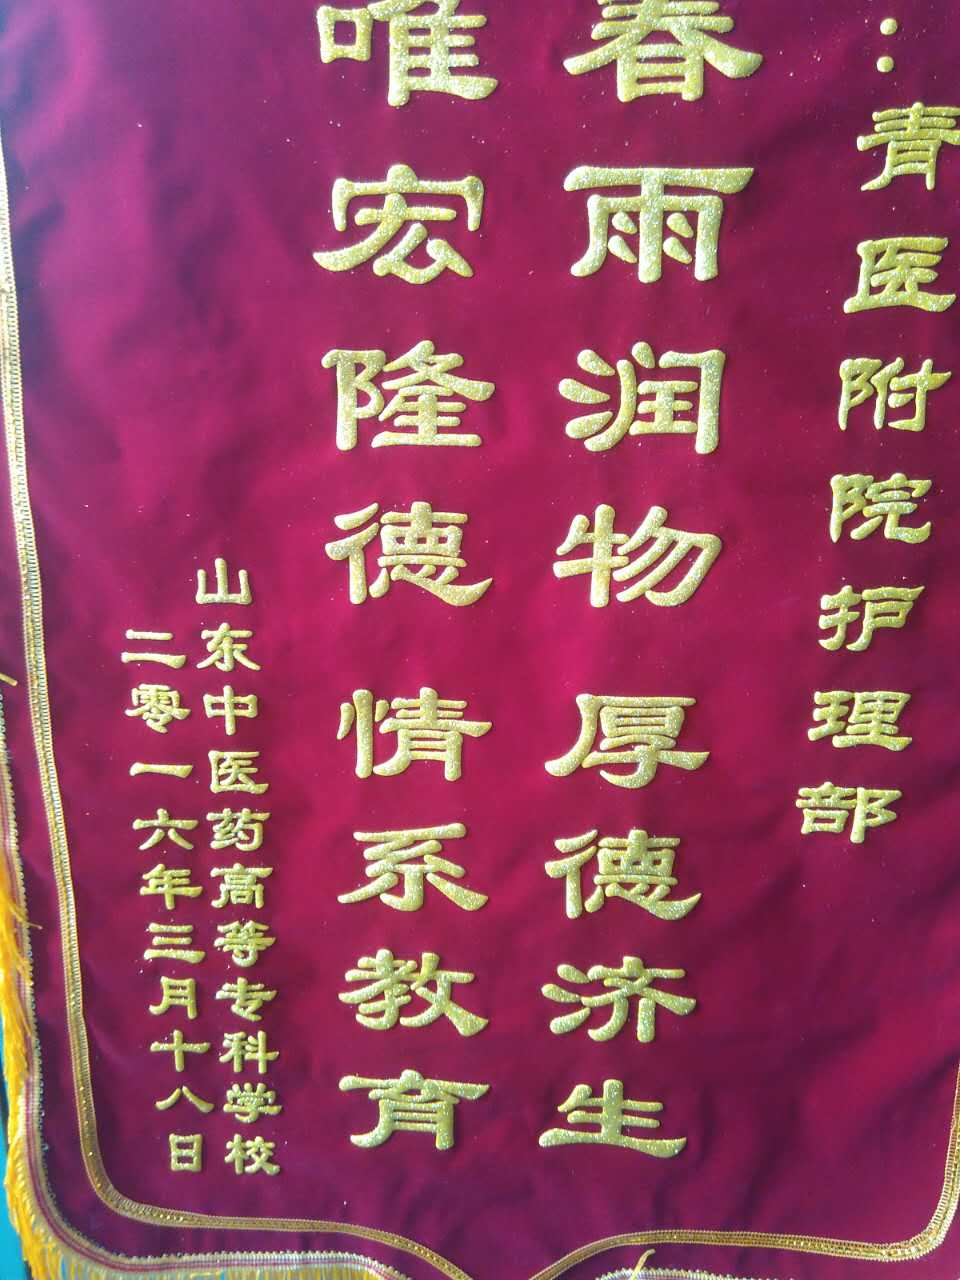 ：青医附院护理部
春雨润物厚德济生
唯宏隆德情系教育
山东中医药高等专科学校
二零一六年三月十八日